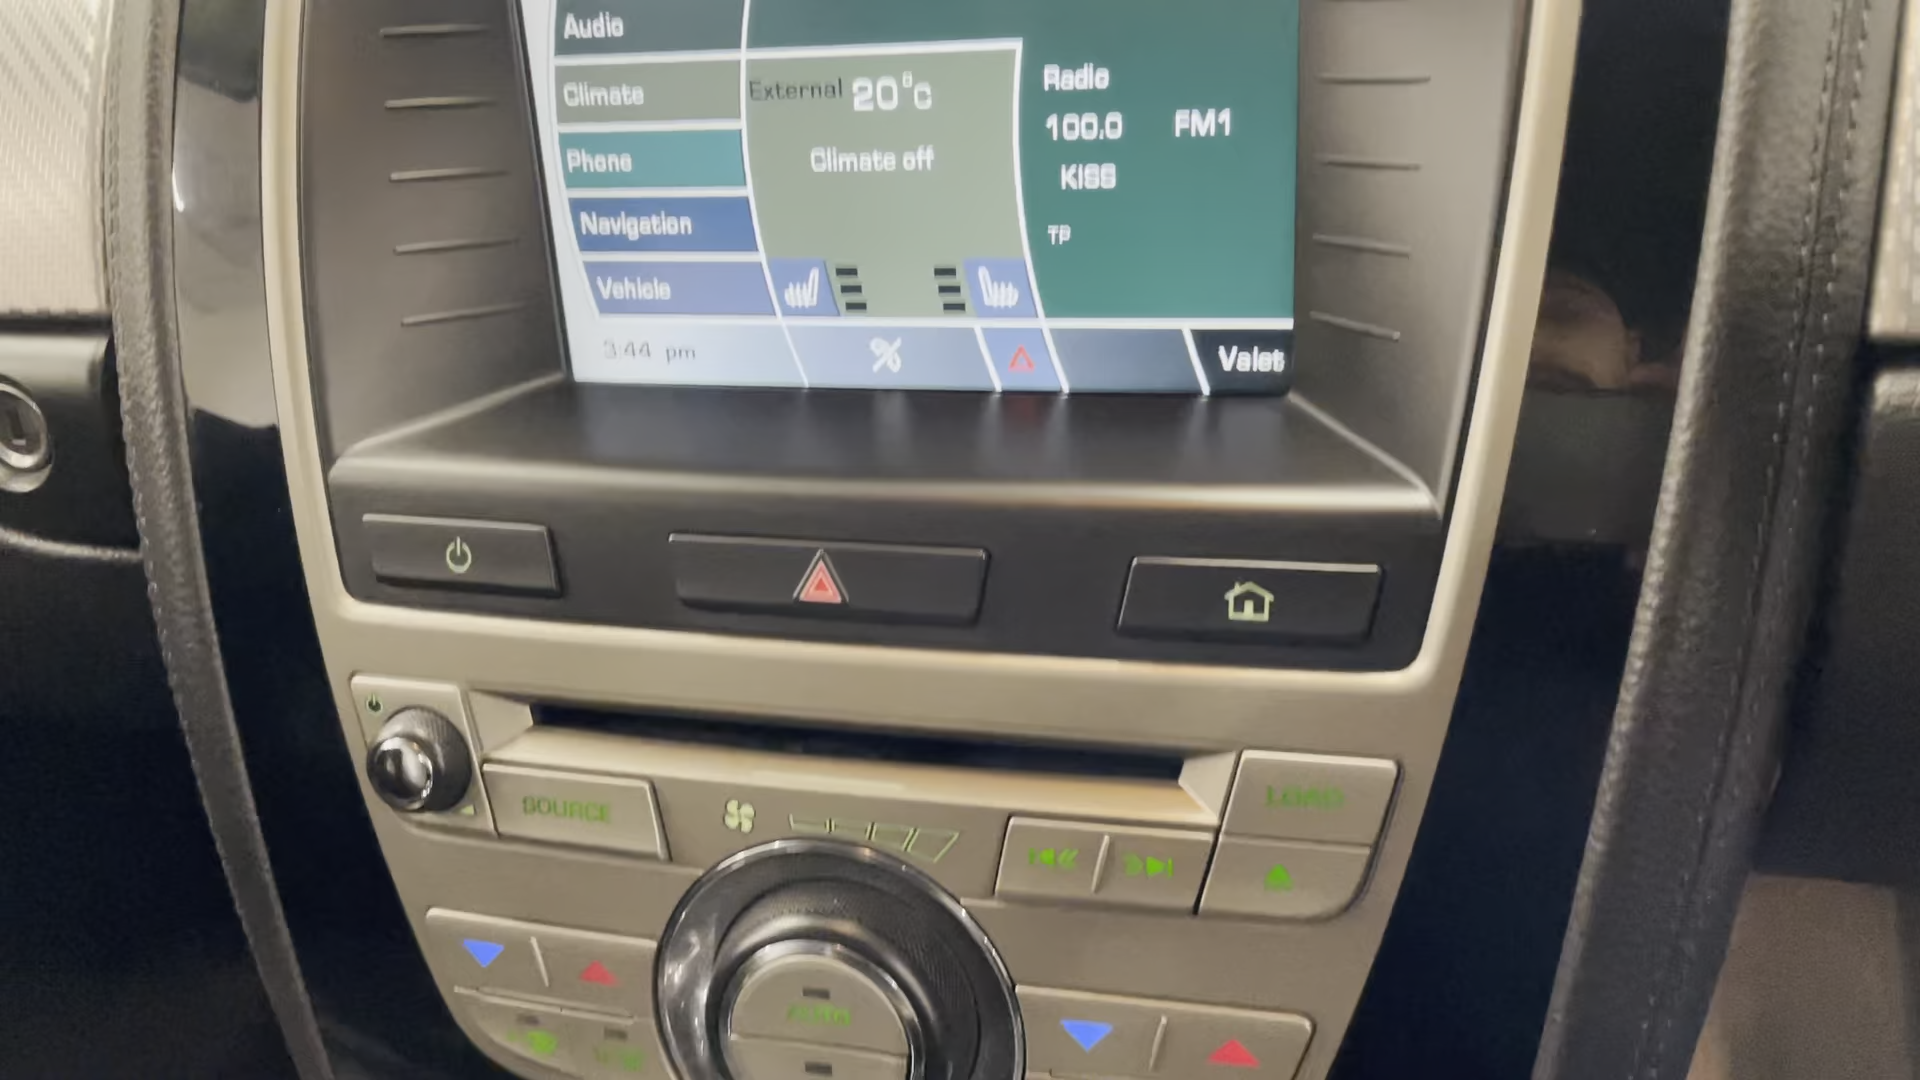 Audio
Climate
External 20°c
Climate off
Phone
Navigation
Vehicle
Radio
100.0 FM1
KISS
TP
3:44 pm
Valet
SOURCE
LOAD
AUTO